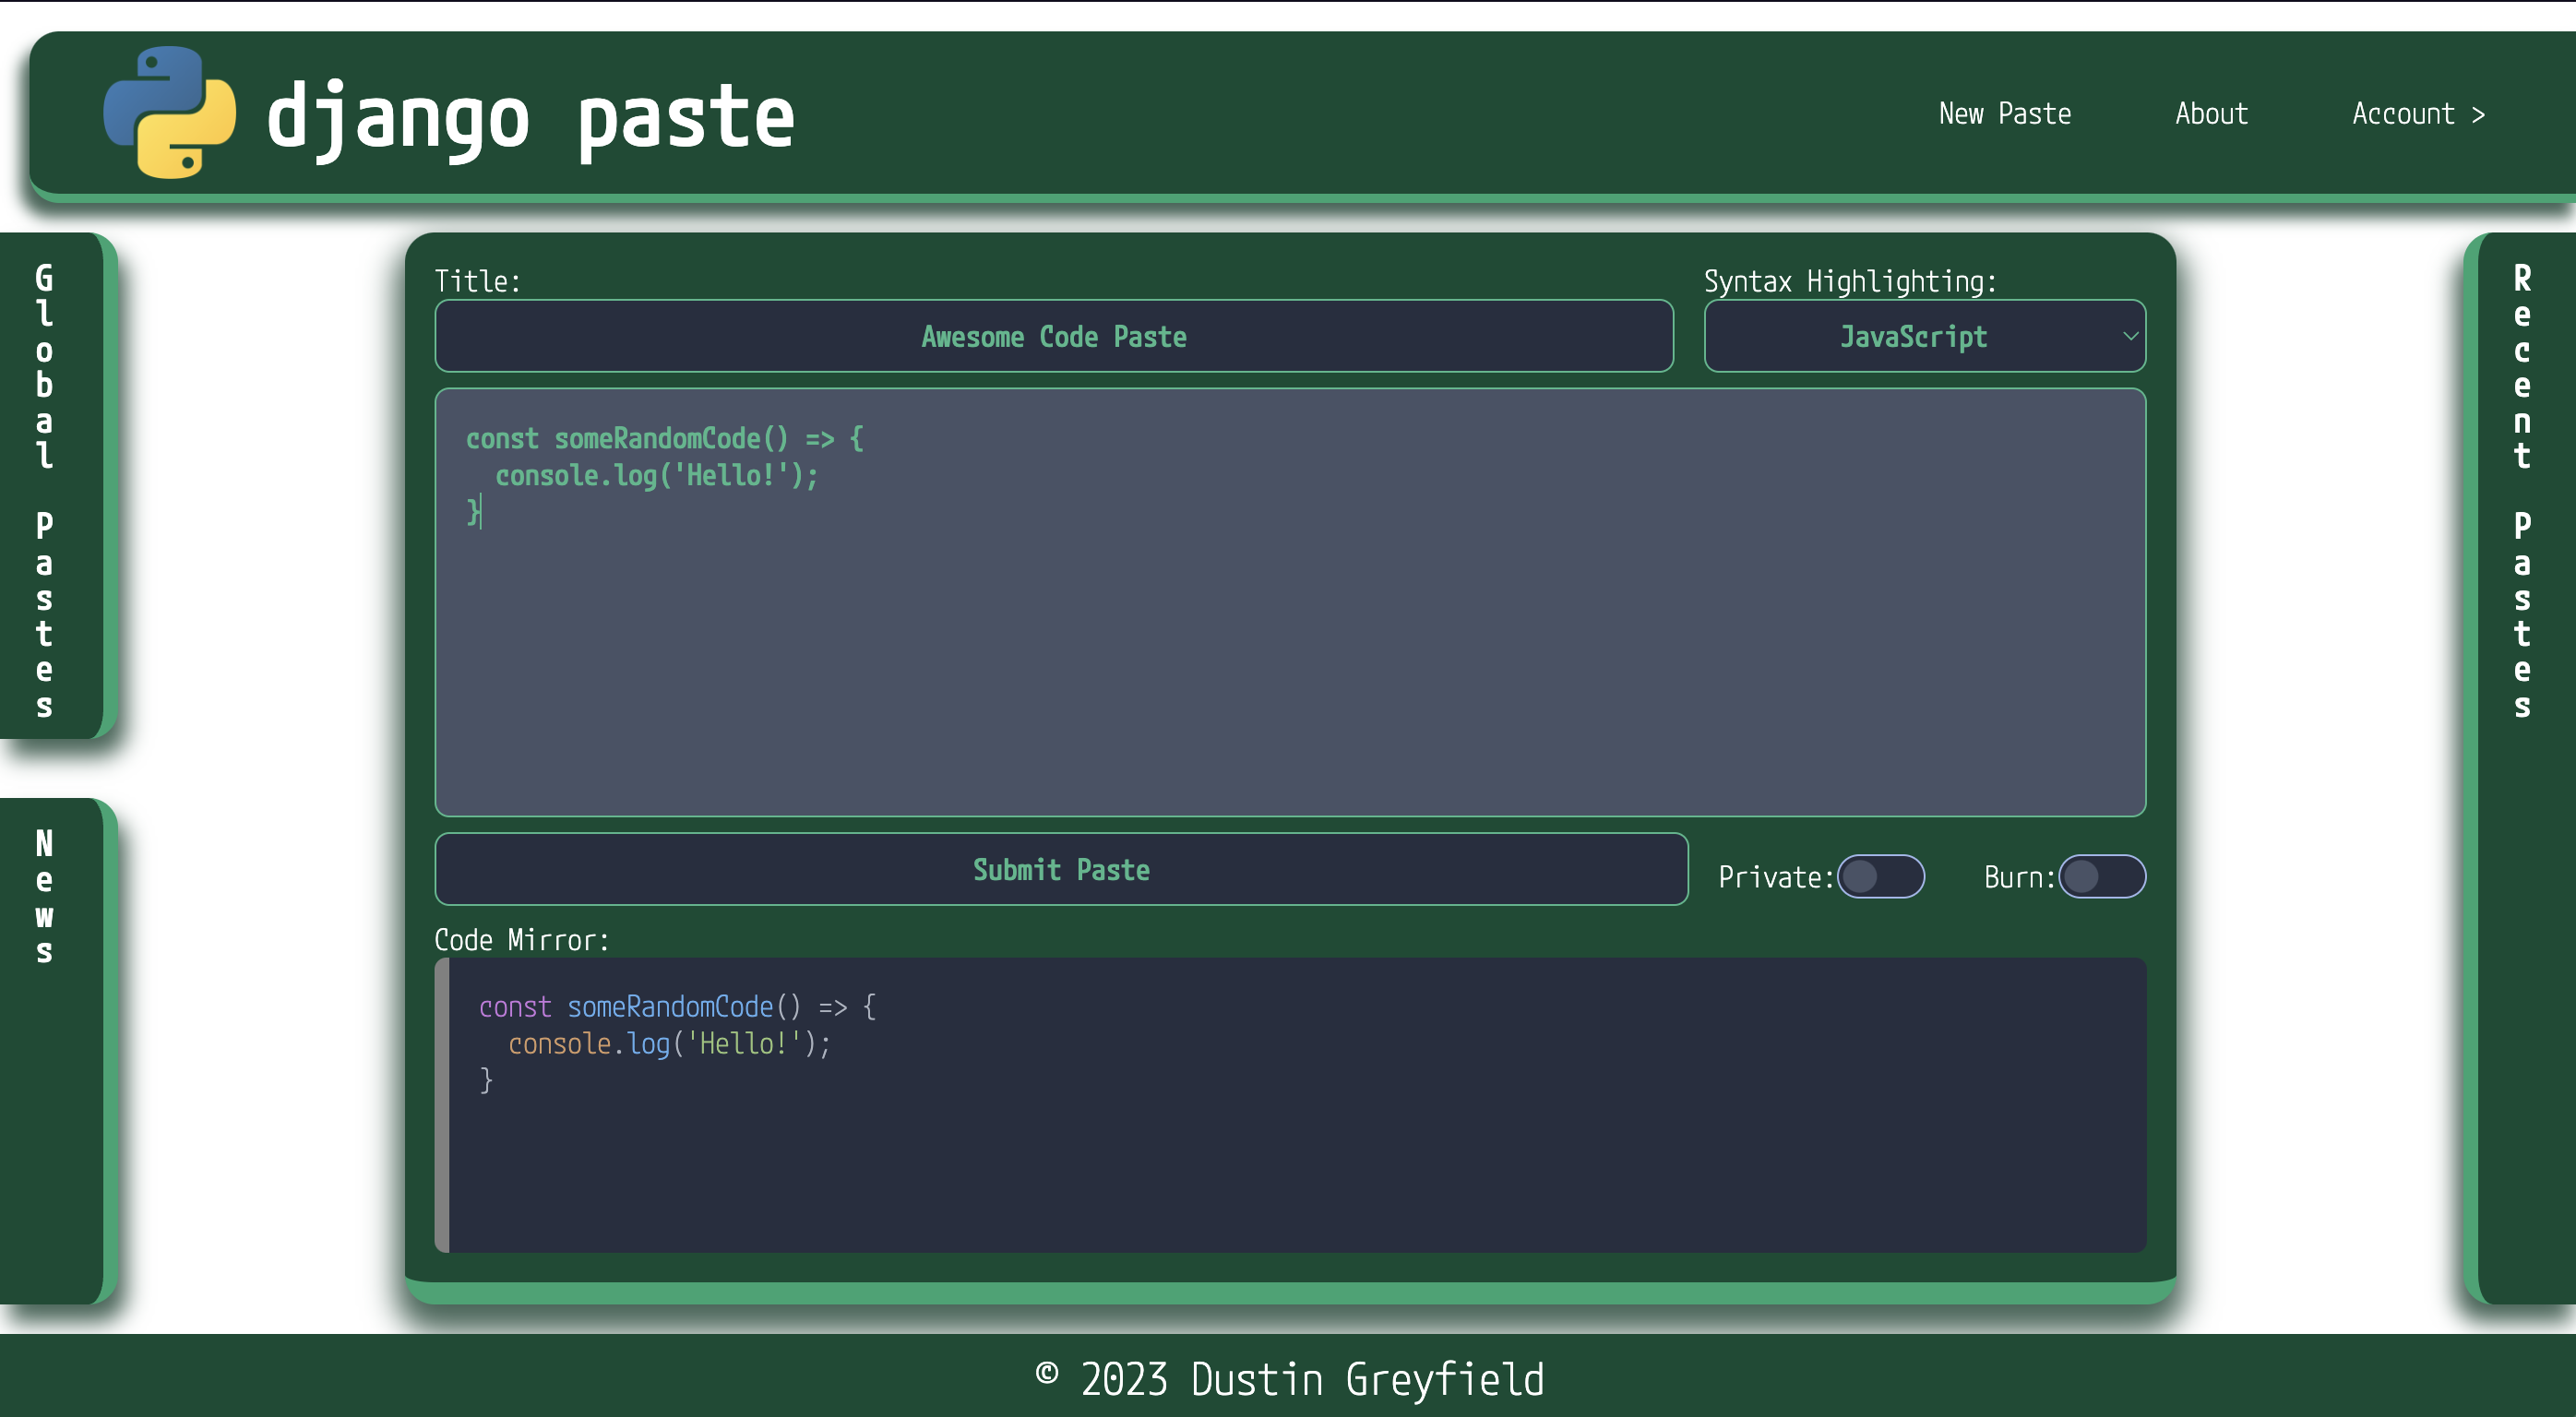 django paste
New Paste
About
Account >
Global Pastes
News
Title:
Awesome Code Paste
Syntax Highlighting:
JavaScript
const someRandomCode() => {
  console.log('Hello!');
}
Submit Paste
Private:
Burn:
Code Mirror:
const someRandomCode() => {
  console.log('Hello!');
}
Recent Pastes
© 2023 Dustin Greyfield